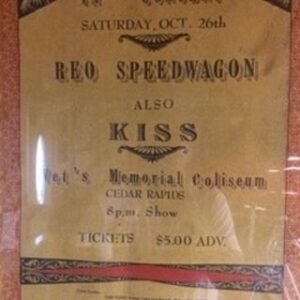 SATURDAY, OCT. 26th
REO SPEEDWAGON
ALSO
KISS
Vet's Memorial Coliseum
CEDAR RAPIDS
8 p.m. Show
TICKETS $5.00 ADV.